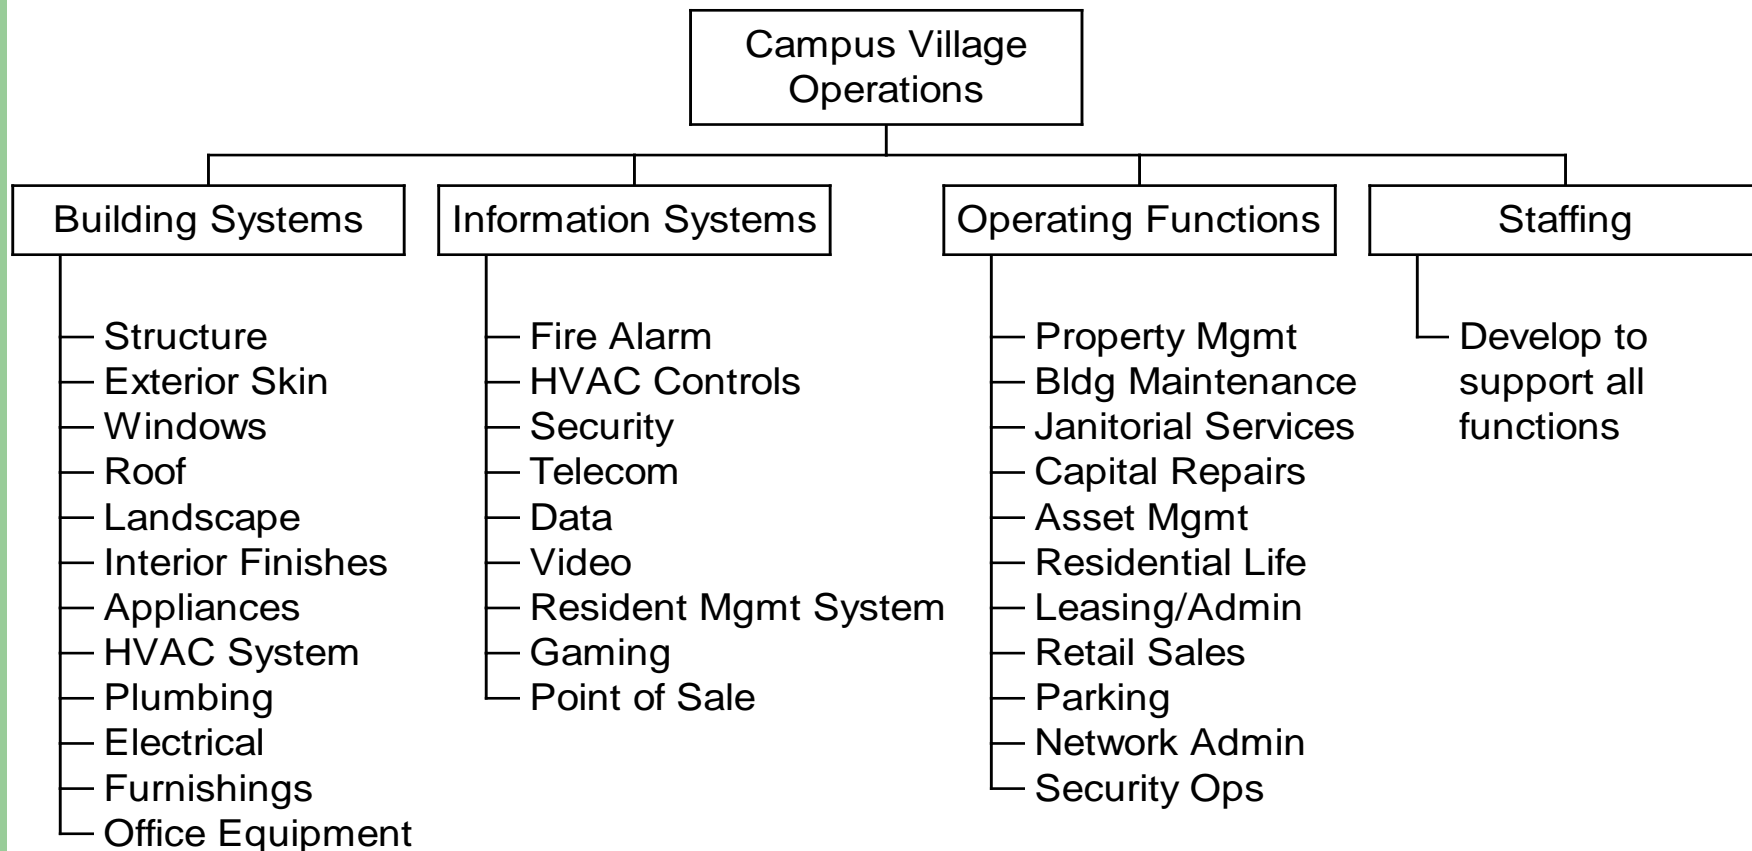 Campus Village
Operations
Building Systems
Structure
Exterior Skin
Windows
Roof
Landscape
Interior Finishes
Appliances
HVAC System
Plumbing
Electrical
Furnishings
Office Equipment
Information Systems
Fire Alarm
HVAC Controls
Security
Telecom
Data
Video
Resident Mgmt System
Gaming
Point of Sale
Operating Functions
Property Mgmt
Bldg Maintenance
Janitorial Services
Capital Repairs
Asset Mgmt
Residential Life
Leasing/Admin
Retail Sales
Parking
Network Admin
Security Ops
Staffing
Develop to
support all
functions